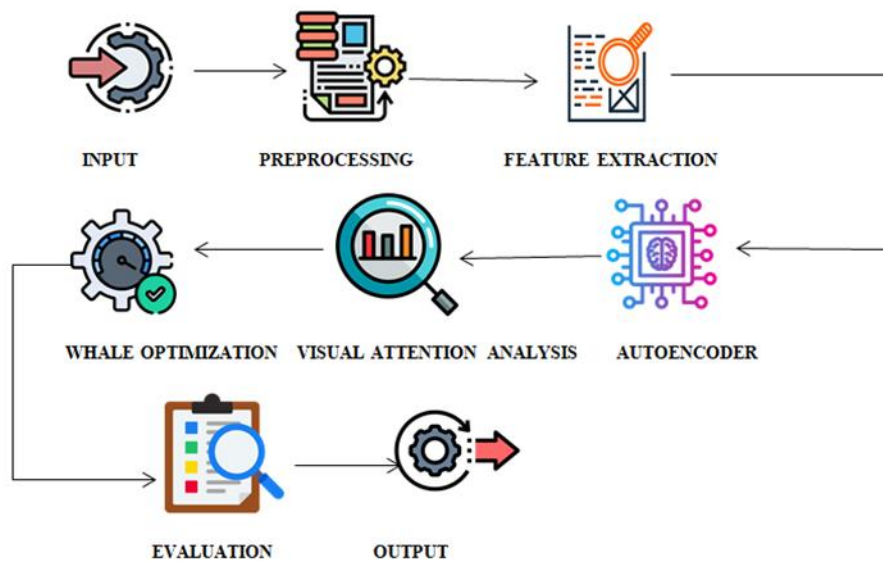 INPUT PREPROCESSING FEATURE EXTRACTION
WHALE OPTIMIZATION VISUAL ATTENTION ANALYSIS AUTOENCODER
EVALUATION OUTPUT